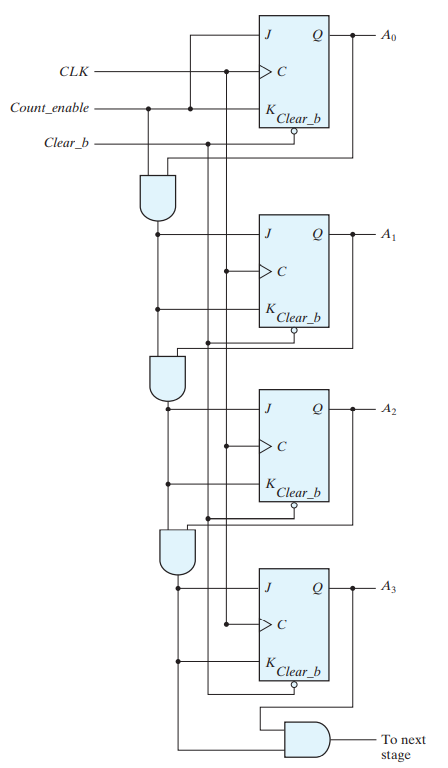 J Q A0
CLK C
Count_enable K
Clear_b
Clear_b
J Q A1
C
K
Clear_b
J Q A2
C
K
Clear_b
J Q A3
C
K
Clear_b
To next
stage